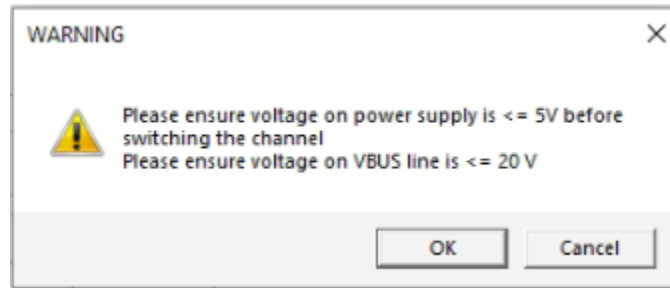 WARNING
Please ensure voltage on power supply is <= 5V before
switching the channel
Please ensure voltage on VBUS line is <= 20 V
OK
Cancel